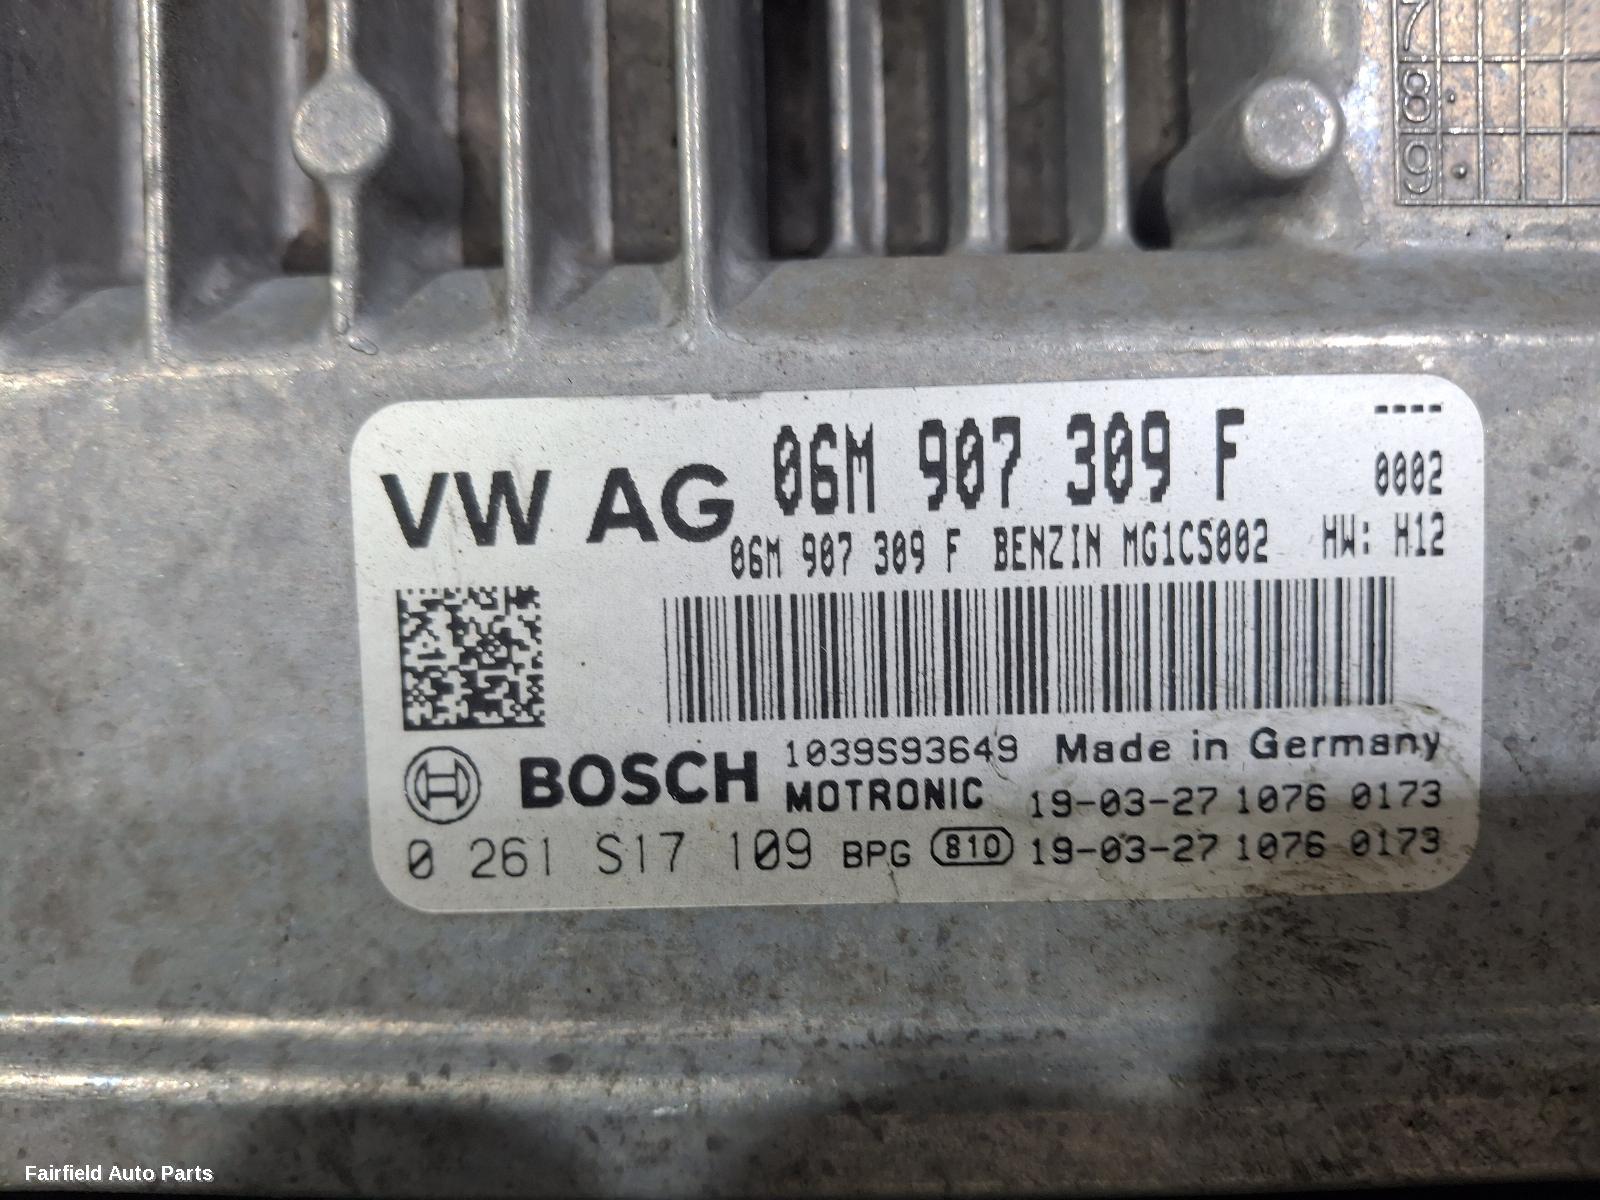 7
8
9
VW AG 06M 907 309 F ----
0002
06M 907 309 F BENZIN MG1CS002 HW: H12
BOSCH 1039S93649 Made in Germany
MOTRONIC 19-03-27 1076 0173
0 261 S17 109 BPG 810 19-03-27 1076 0173
Fairfield Auto Parts